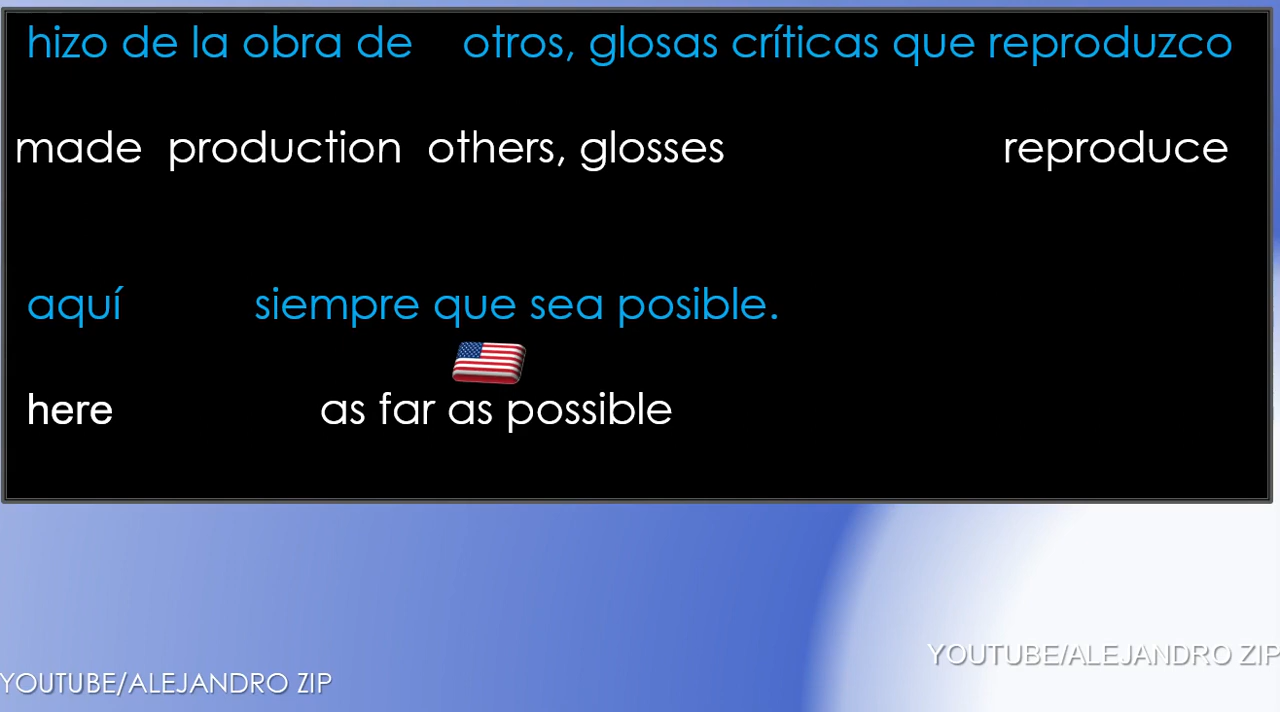 hizo de la obra de otros, glosas críticas que reproduzco
made production others, glosses reproduce
aquí siempre que sea posible.
here as far as possible
YOUTUBE/ALEJANDRO ZIP
YOUTUBE/ALEJANDRO ZIP